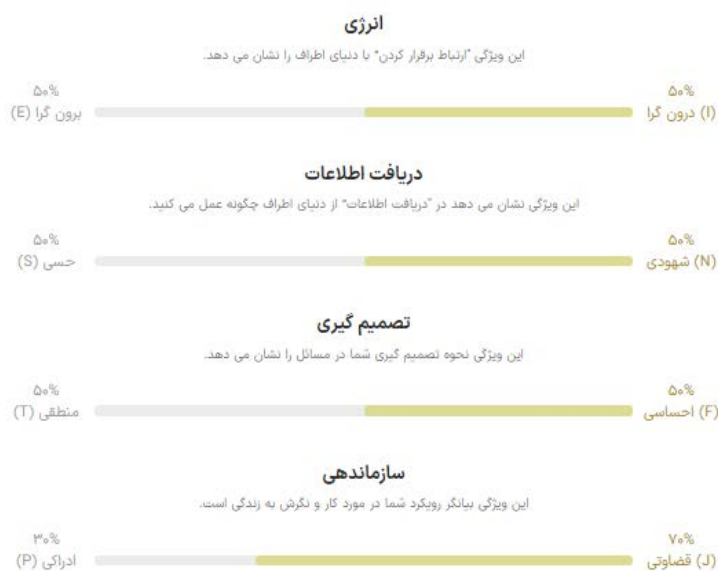 انرژی
این ویژگی "ارتباط برقرار کردن" با دنیای اطراف را نشان می دهد.
۵۰% ۵۰%
(I) درون گرا برون گرا (E)
دریافت اطلاعات
این ویژگی نشان می دهد در "دریافت اطلاعات" از دنیای اطراف چگونه عمل می کنید.
۵۰% ۵۰%
(N) شهودی حسی (S)
تصمیم گیری
این ویژگی نحوه تصمیم گیری شما در مسائل را نشان می دهد.
۵۰% ۵۰%
(F) احساسی منطقی (T)
سازماندهی
این ویژگی بیانگر رویکرد شما در مورد کار و نگرش به زندگی است.
۷۰% ۳۰%
(J) قضاوتی ادراکی (P)